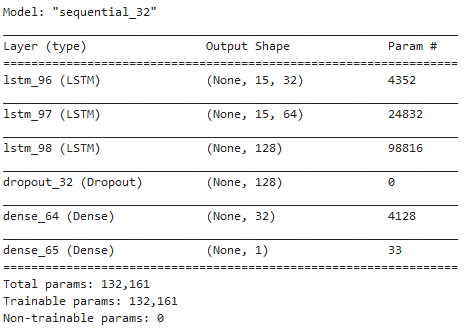 Model: "sequential_32"
Layer (type) Output Shape Param #
lstm_96 (LSTM) (None, 15, 32) 4352
lstm_97 (LSTM) (None, 15, 64) 24832
lstm_98 (LSTM) (None, 128) 98816
dropout_32 (Dropout) (None, 128) 0
dense_64 (Dense) (None, 32) 4128
dense_65 (Dense) (None, 1) 33
Total params: 132,161
Trainable params: 132,161
Non-trainable params: 0